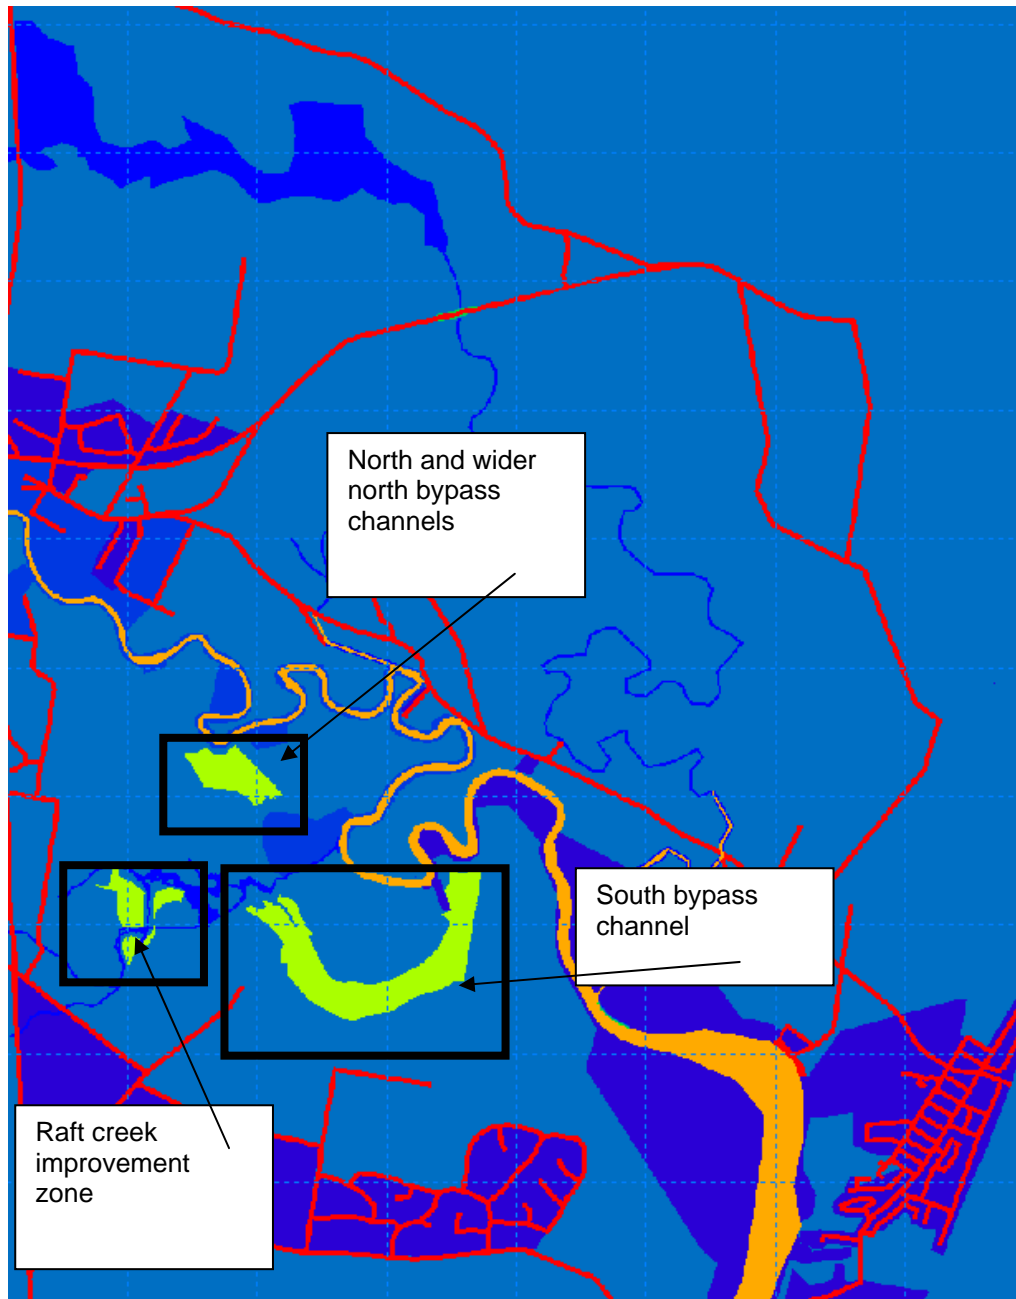 North and wider
north bypass
channels
South bypass
channel
Raft creek
improvement
zone